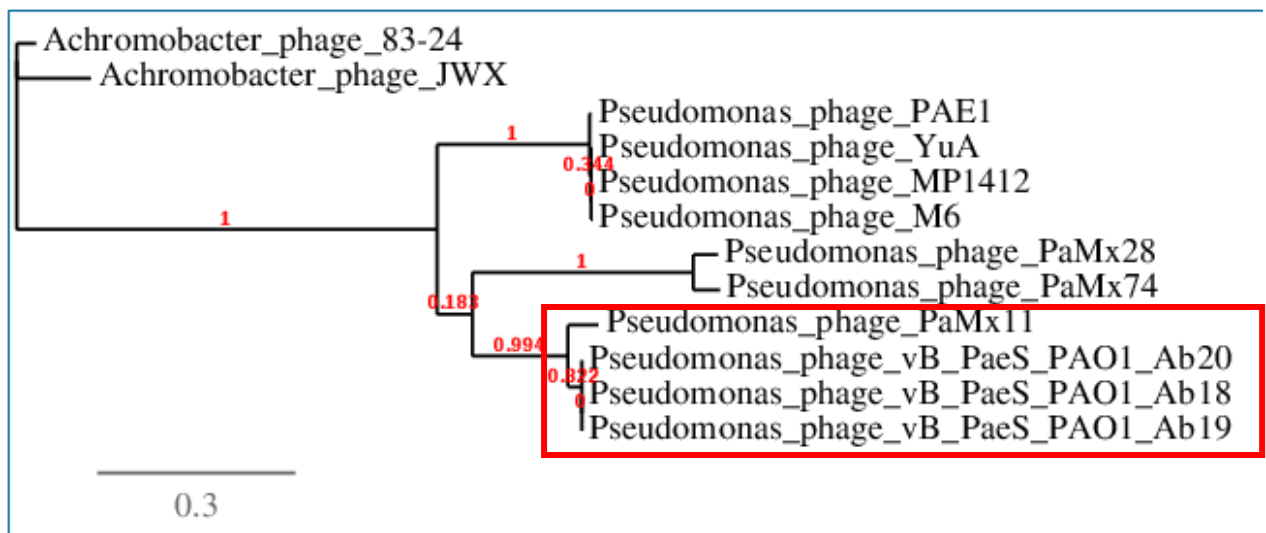 Achromobacter_phage_83-24
Achromobacter_phage_JWX
Pseudomonas_phage_PAE1
1
Pseudomonas_phage_YuA
0.344
Pseudomonas_phage_MP1412
0
Pseudomonas_phage_M6
1
Pseudomonas_phage_PaMx28
1
Pseudomonas_phage_PaMx74
0.183
Pseudomonas_phage_PaMx11
0.994
Pseudomonas_phage_vB_PaeS_PAO1_Ab20
0.822
Pseudomonas_phage_vB_PaeS_PAO1_Ab18
0
Pseudomonas_phage_vB_PaeS_PAO1_Ab19
0.3